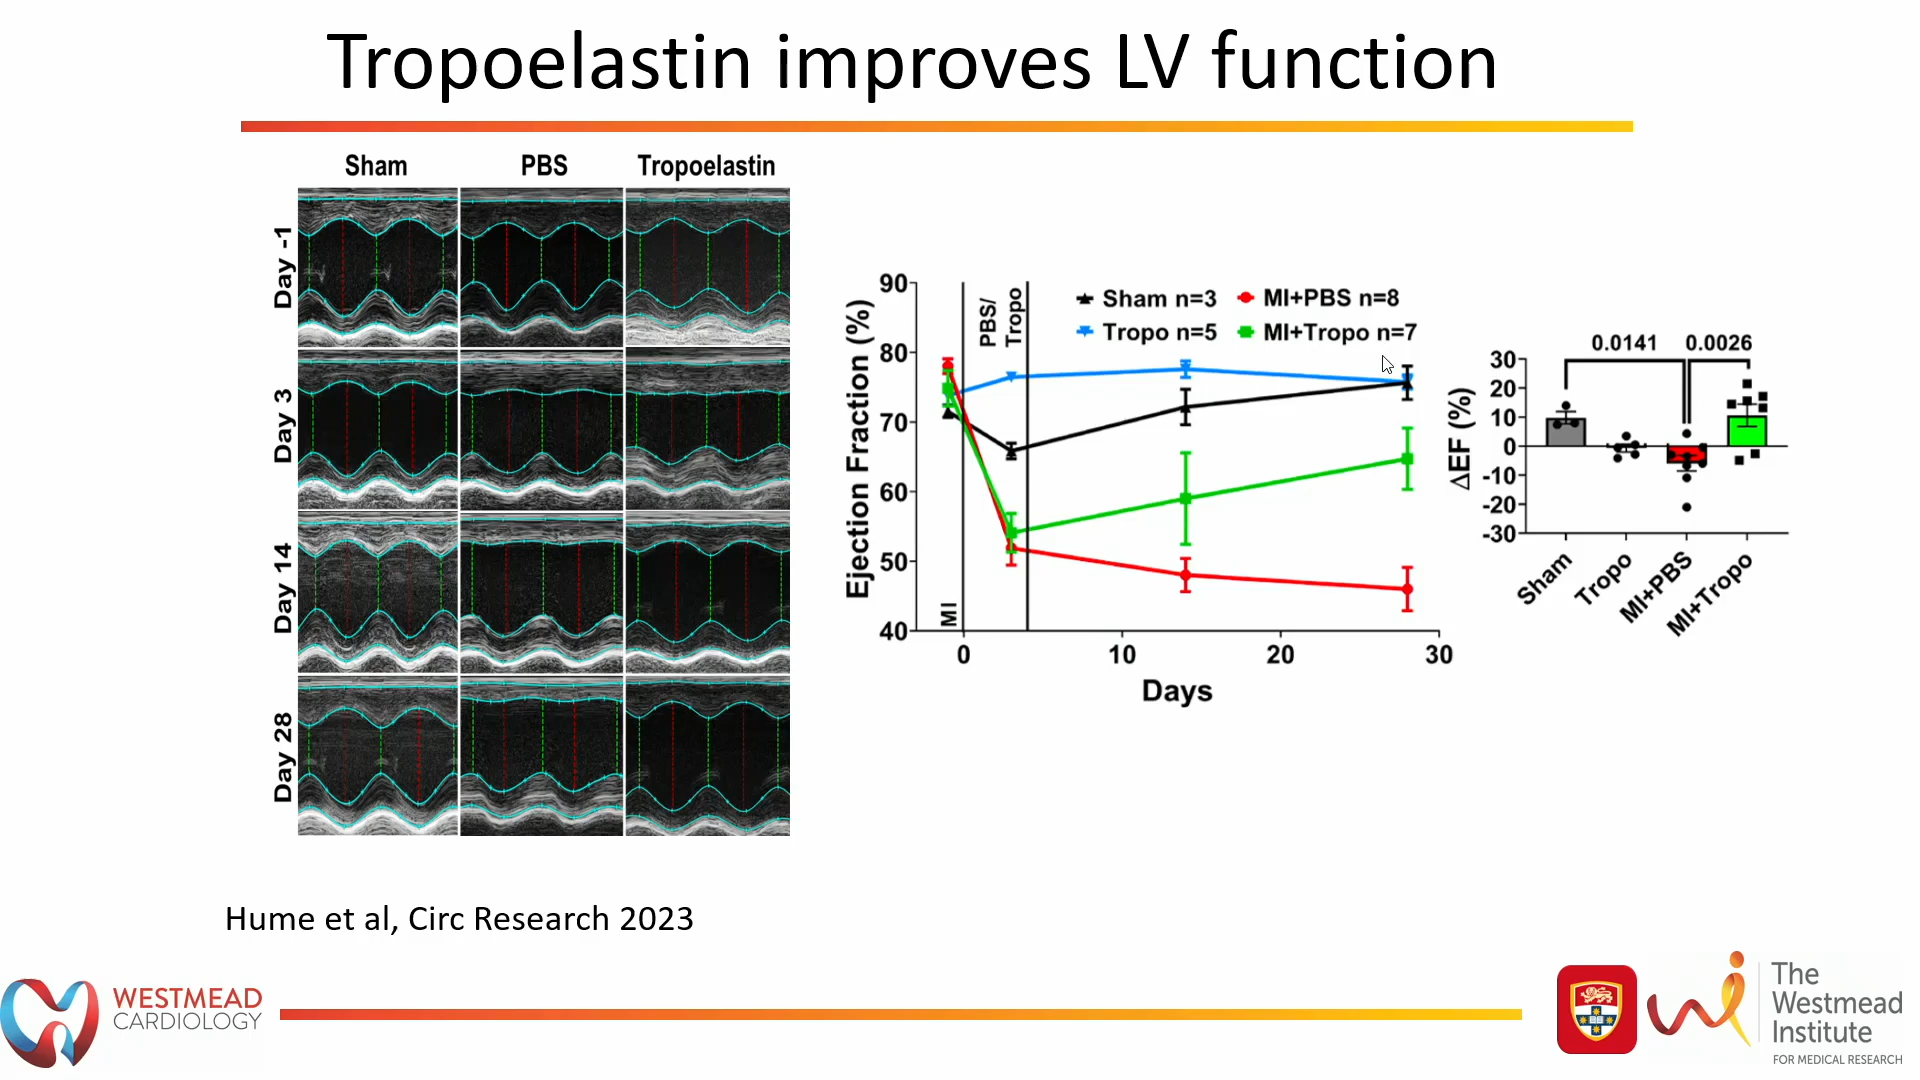 Tropoelastin improves LV function
Sham PBS Tropoelastin
Day -1
Day 3
Day 14
Day 28
Ejection Fraction (%)
90
80
70
60
50
40
MI
PBS/
Tropo
Sham n=3 MI+PBS n=8
Tropo n=5 MI+Tropo n=7
0 10 20 30
Days
ΔEF (%)
30
20
10
0
-10
-20
-30
0.0141 0.0026
Sham
Tropo
MI+PBS
MI+Tropo
Hume et al, Circ Research 2023
WESTMEAD
CARDIOLOGY
The
Westmead
Institute
FOR MEDICAL RESEARCH